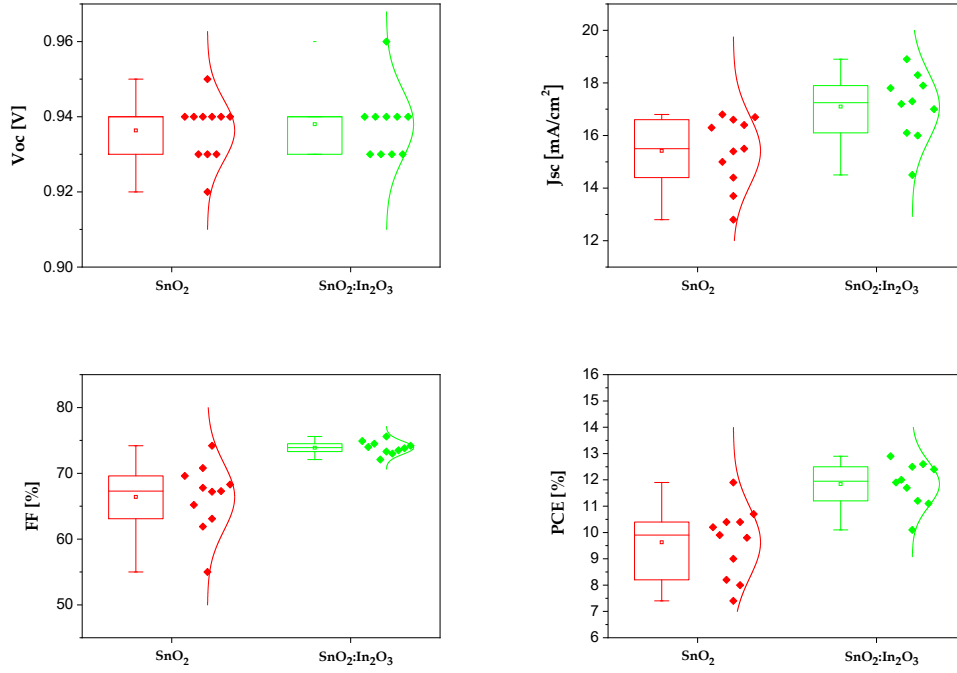 Voc [V]
0.96
0.94
0.92
0.90
SnO₂
SnO₂:In₂O₃
Jsc [mA/cm²]
20
18
16
14
12
SnO₂
SnO₂:In₂O₃
FF [%]
80
70
60
50
SnO₂
SnO₂:In₂O₃
PCE [%]
16
15
14
13
12
11
10
9
8
7
6
SnO₂
SnO₂:In₂O₃